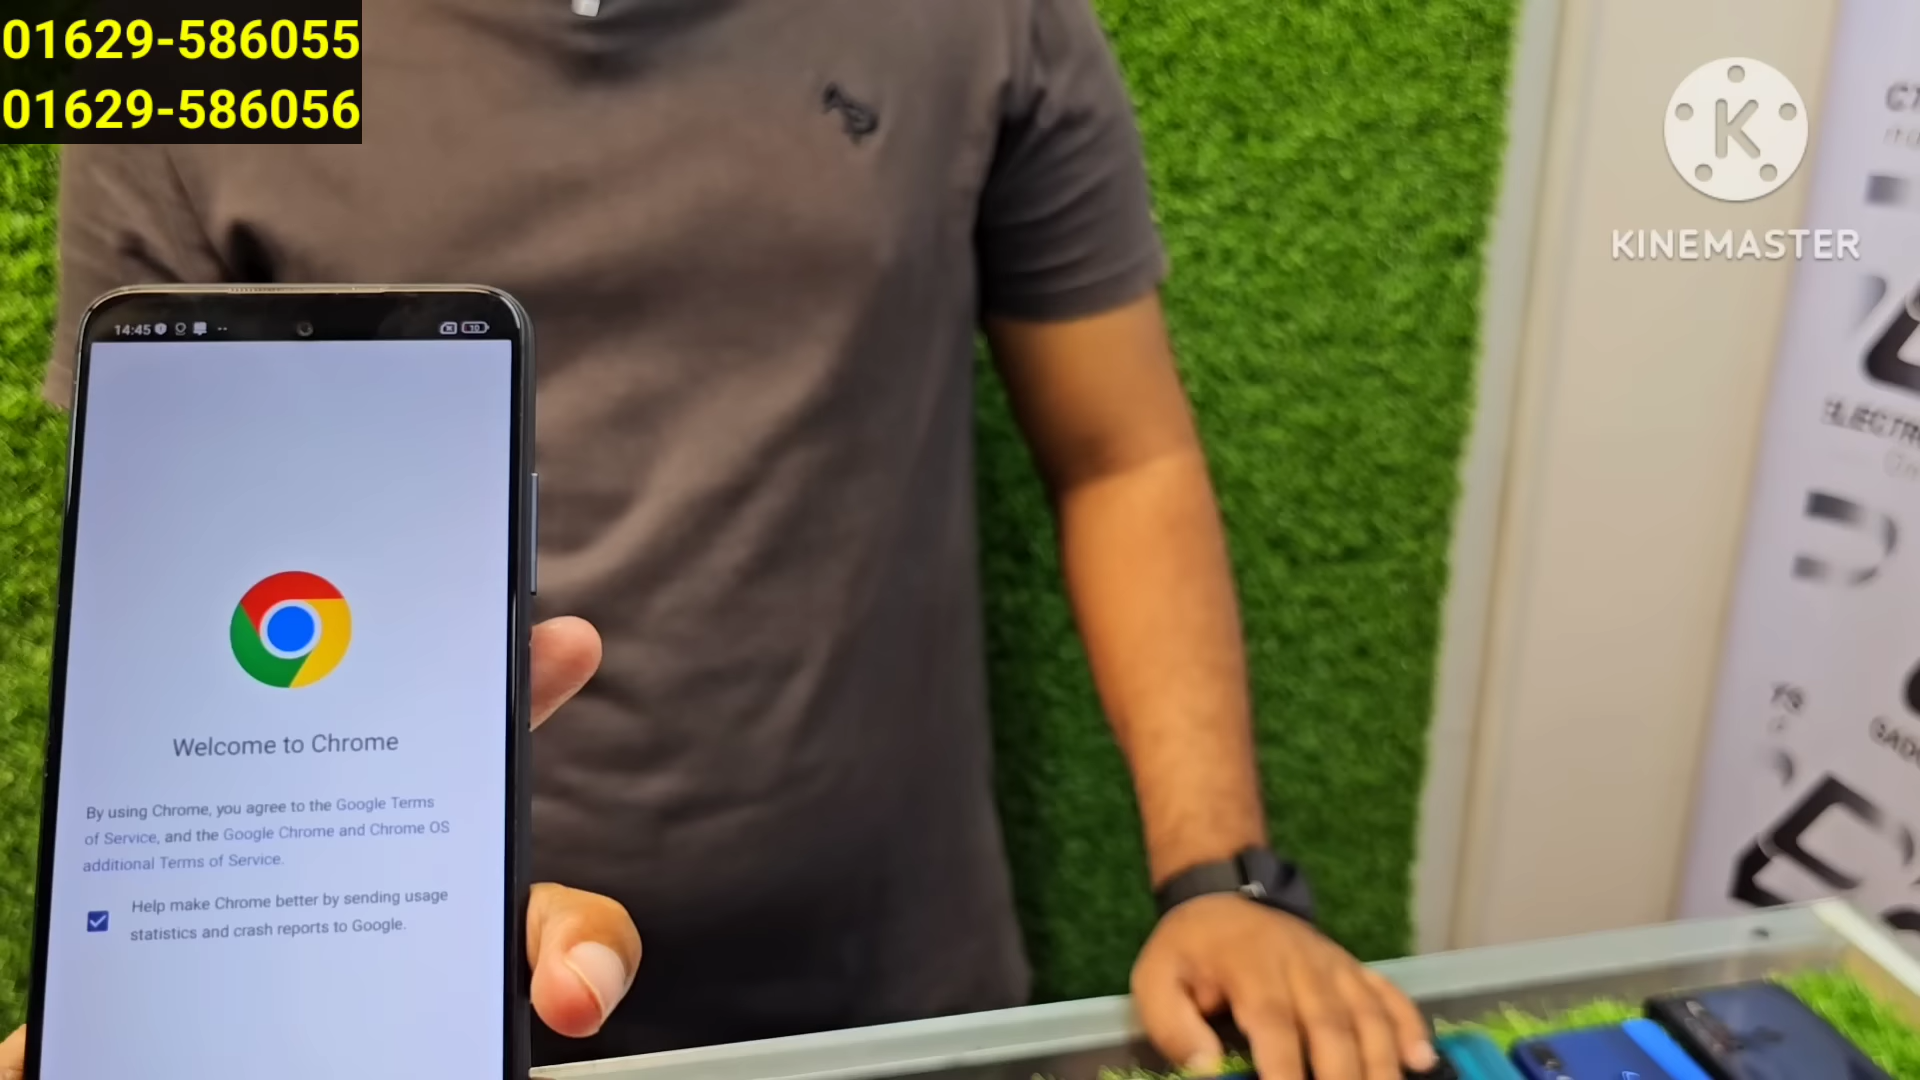 01629-586055
01629-586056
K
KINEMASTER
14:45
10
Welcome to Chrome
By using Chrome, you agree to the Google Terms
of Service, and the Google Chrome and Chrome OS
additional Terms of Service.
Help make Chrome better by sending usage
statistics and crash reports to Google.